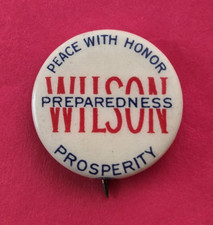 PEACE WITH HONOR
WILSON
PREPAREDNESS
PROSPERITY